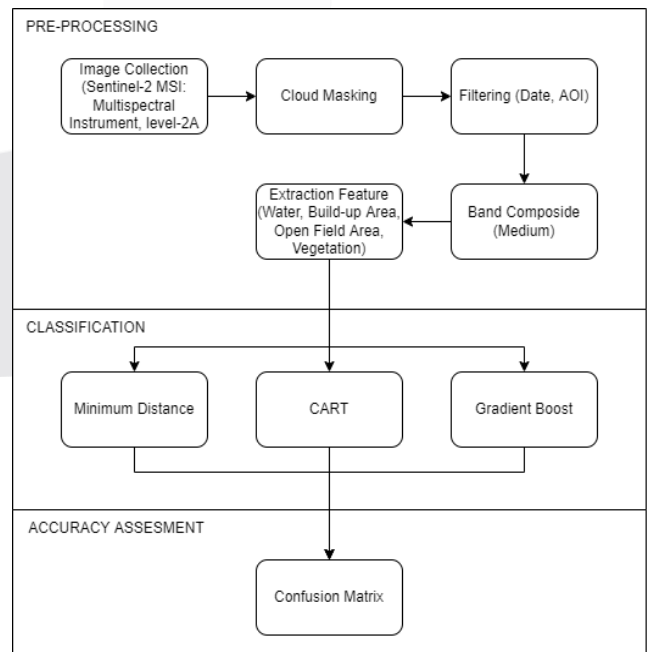 PRE-PROCESSING
Image Collection
(Sentinel-2 MSI:
Multispectral
Instrument, level-2A
Cloud Masking
Filtering (Date, AOI)
Extraction Feature
(Water, Build-up Area,
Open Field Area,
Vegetation)
Band Composide
(Medium)
CLASSIFICATION
Minimum Distance
CART
Gradient Boost
ACCURACY ASSESMENT
Confusion Matrix